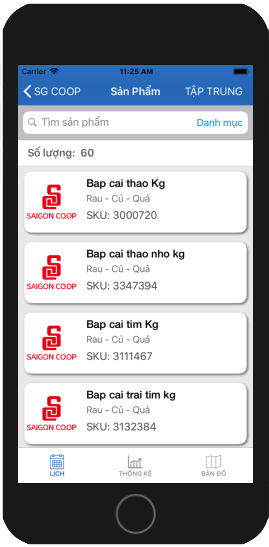 Carrier 11:25 AM
SG COOP Sản Phẩm TẬP TRUNG
Tìm sản phẩm Danh mục
Số lượng: 60
Bap cai thao Kg
Rau - Củ - Quả
SAIGON COOP SKU: 3000720
Bap cai thao nho kg
Rau - Củ - Quả
SAIGON COOP SKU: 3347394
Bap cai tim Kg
Rau - Củ - Quả
SAIGON COOP SKU: 3111467
Bap cai trai tim kg
Rau - Củ - Quả
SAIGON COOP SKU: 3132384
LỊCH THỐNG KÊ BẢN ĐỒ